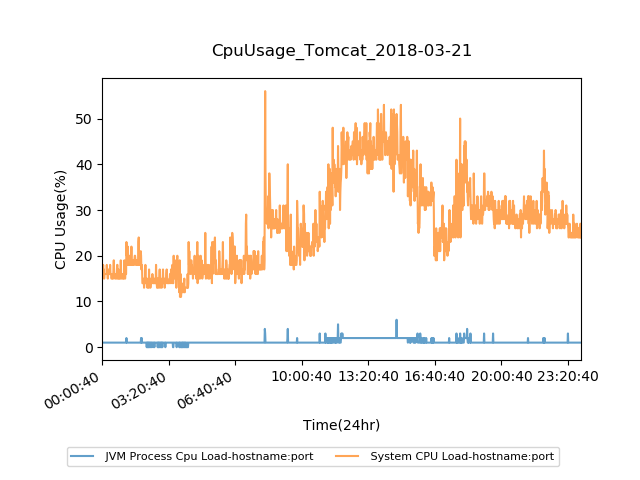 CpuUsage_Tomcat_2018-03-21
CPU Usage(%)
50
40
30
20
10
0
00:00:40 03:20:40 06:40:40 10:00:40 13:20:40 16:40:40 20:00:40 23:20:40
Time(24hr)
JVM Process Cpu Load-hostname:port System CPU Load-hostname:port